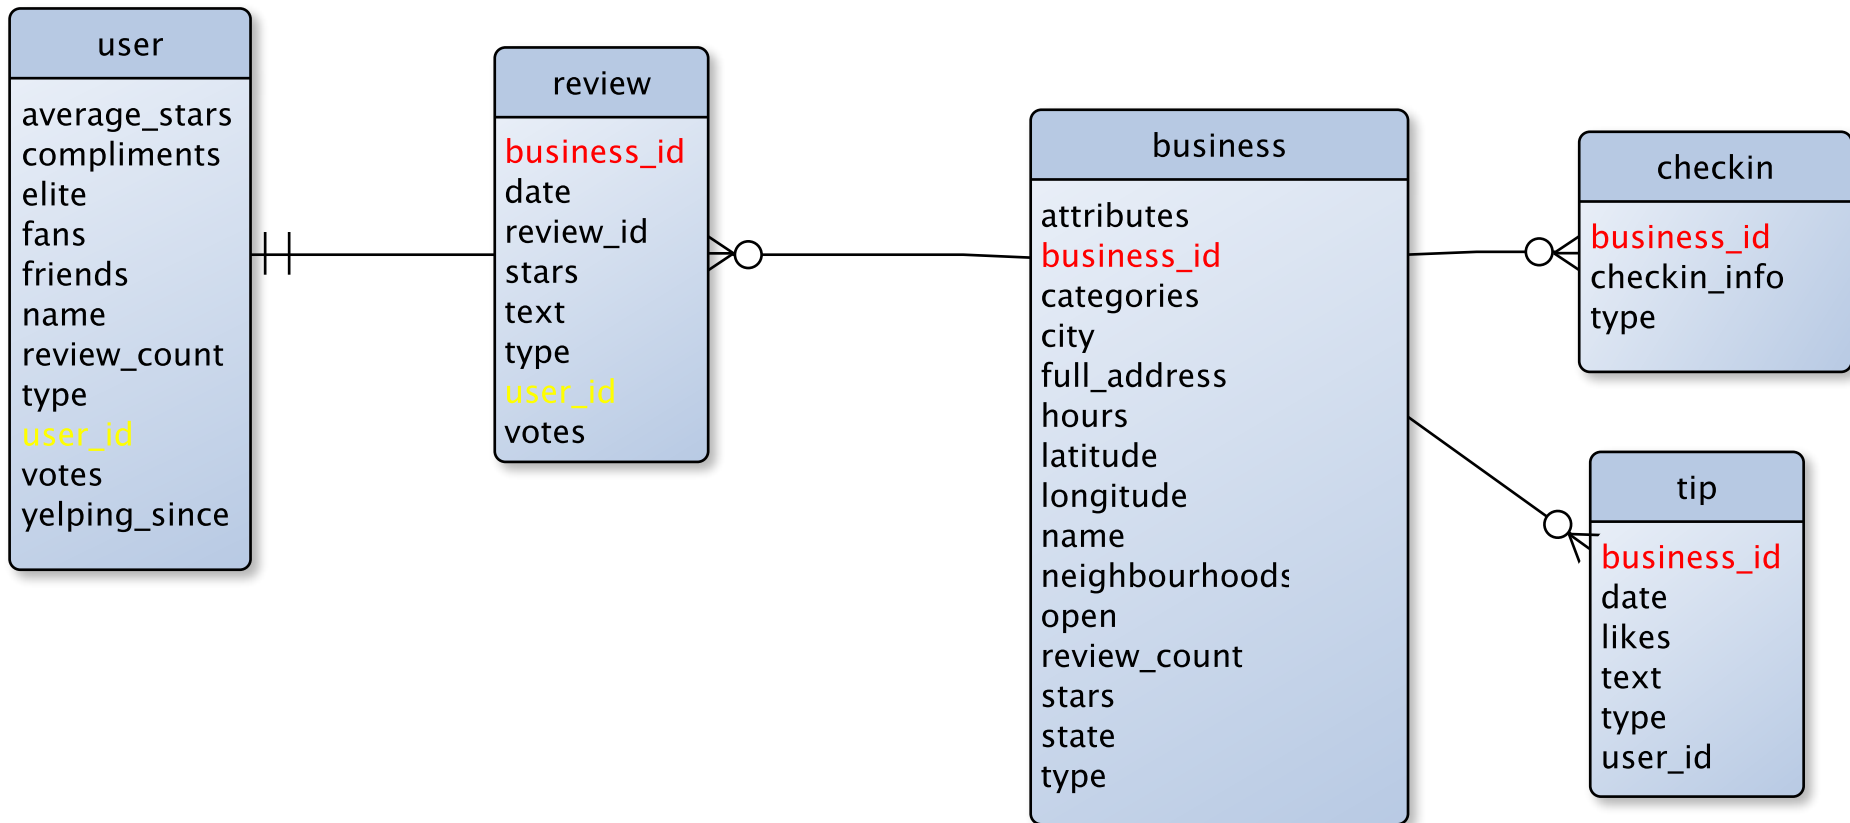 user
average_stars
compliments
elite
fans
friends
name
review_count
type
user_id
votes
yelping_since
review
business_id
date
review_id
stars
text
type
user_id
votes
business
attributes
business_id
categories
city
full_address
hours
latitude
longitude
name
neighbourhoods
open
review_count
stars
state
type
checkin
business_id
checkin_info
type
tip
business_id
date
likes
text
type
user_id